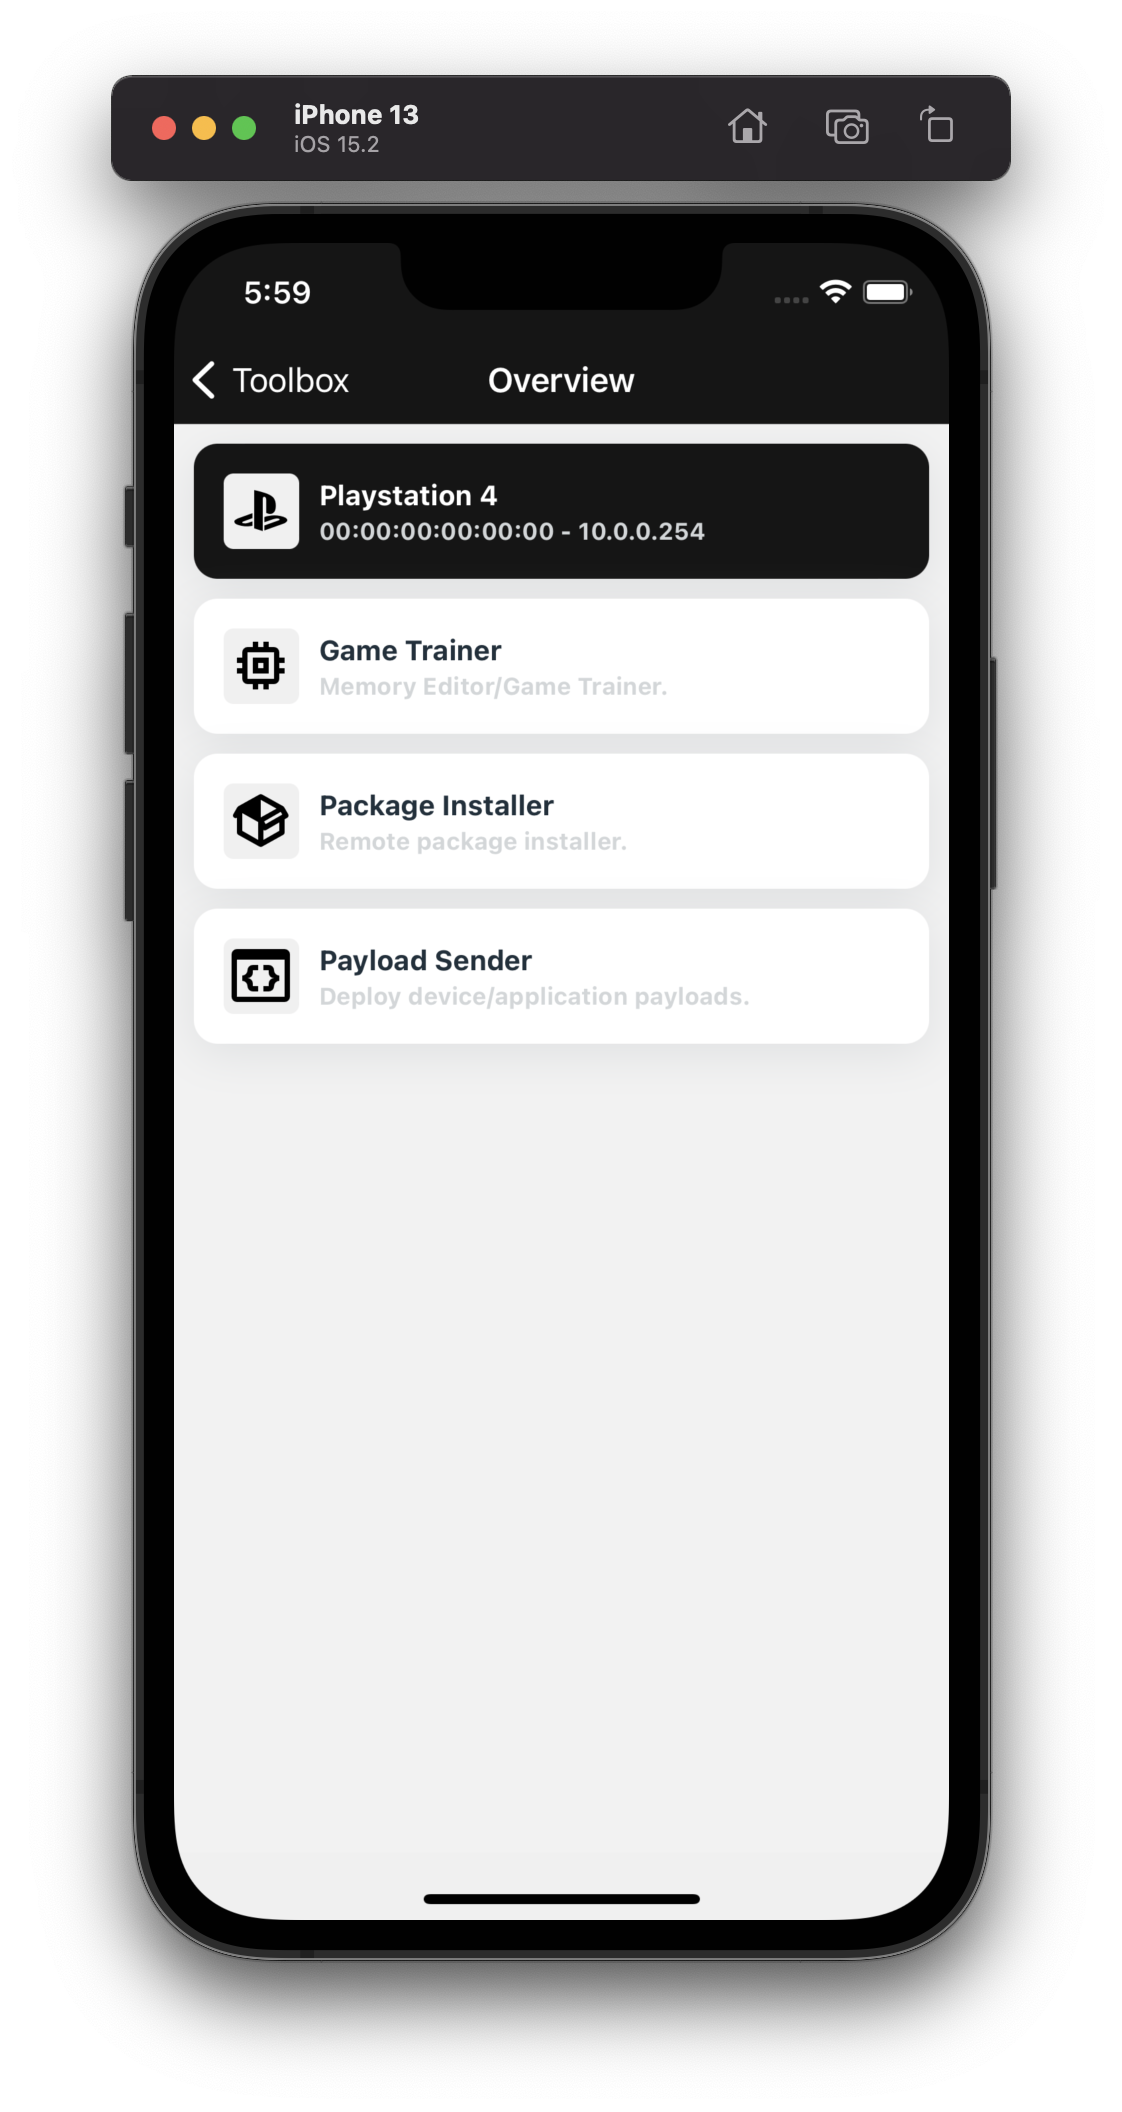 iPhone 13
iOS 15.2
5:59
Toolbox
Overview
Playstation 4
00:00:00:00:00:00 - 10.0.0.254
Game Trainer
Memory Editor/Game Trainer.
Package Installer
Remote package installer.
Payload Sender
Deploy device/application payloads.